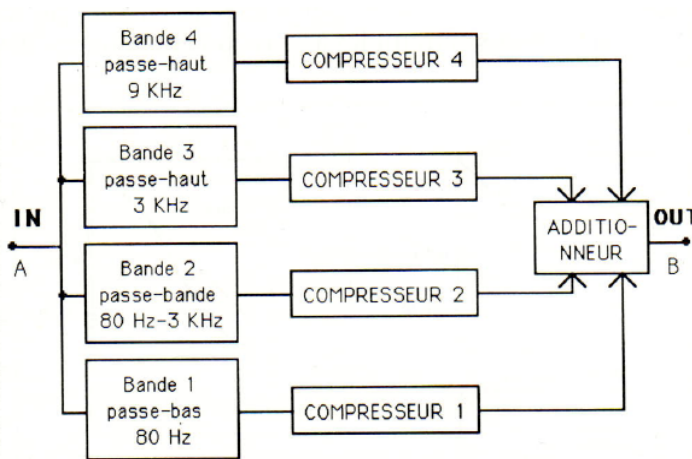 Bande 4
passe-haut
9 KHz
COMPRESSEUR 4
Bande 3
passe-haut
3 KHz
COMPRESSEUR 3
IN
A
ADDITIO-
NNEUR
OUT
B
Bande 2
passe-bande
80 Hz-3 KHz
COMPRESSEUR 2
Bande 1
passe-bas
80 Hz
COMPRESSEUR 1